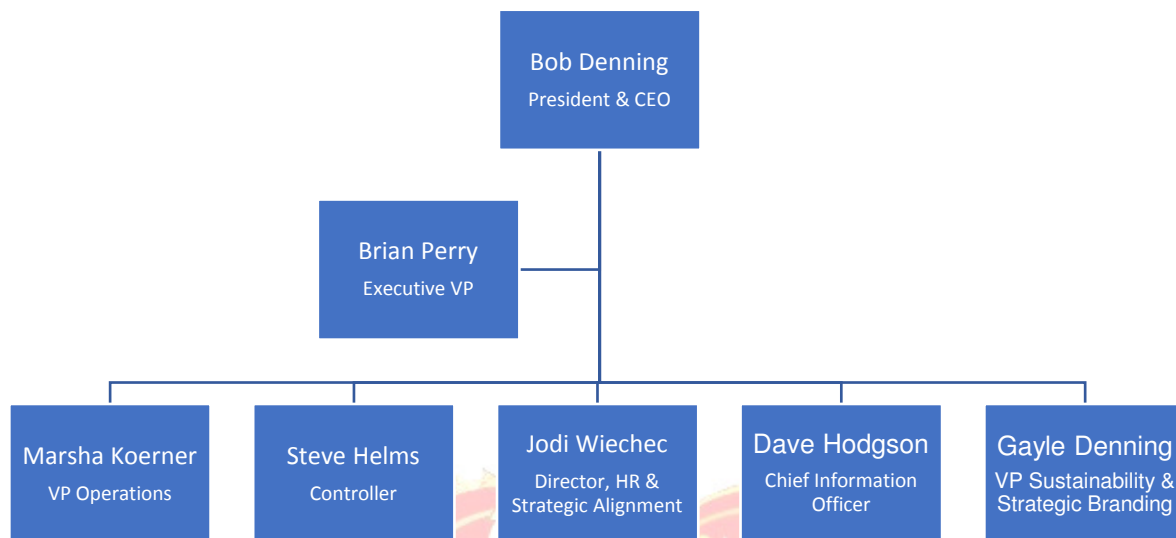 Bob Denning
President & CEO
Brian Perry
Executive VP
Marsha Koerner
VP Operations
Steve Helms
Controller
Jodi Wiechec
Director, HR &
Strategic Alignment
Dave Hodgson
Chief Information
Officer
Gayle Denning
VP Sustainability &
Strategic Branding